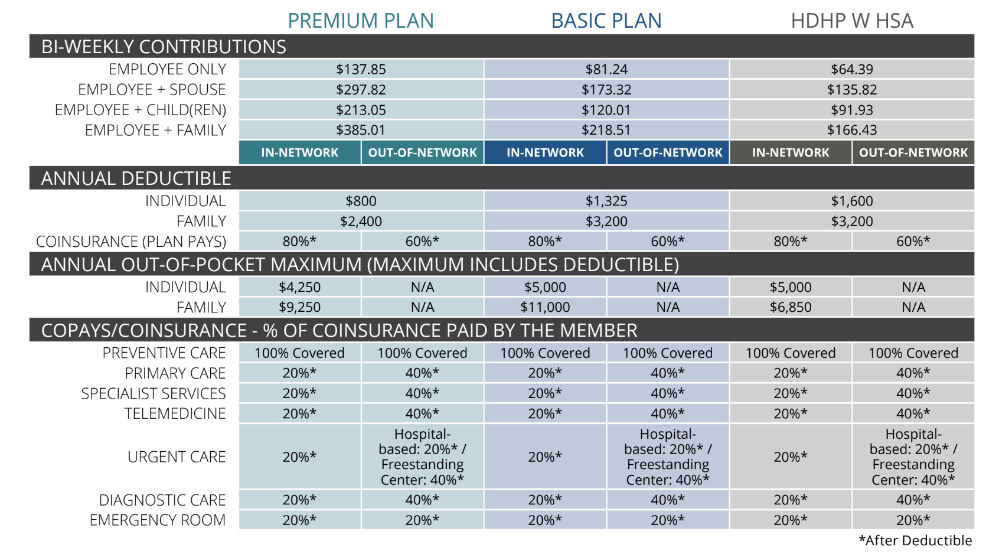 PREMIUM PLAN BASIC PLAN HDHP W HSA
BI-WEEKLY CONTRIBUTIONS
EMPLOYEE ONLY $137.85 $81.24 $64.39
EMPLOYEE + SPOUSE $297.82 $173.32 $135.82
EMPLOYEE + CHILD(REN) $213.05 $120.01 $91.93
EMPLOYEE + FAMILY $385.01 $218.51 $166.43
IN-NETWORK OUT-OF-NETWORK IN-NETWORK OUT-OF-NETWORK IN-NETWORK OUT-OF-NETWORK
ANNUAL DEDUCTIBLE
INDIVIDUAL $800 $1,325 $1,600
FAMILY $2,400 $3,200 $3,200
COINSURANCE (PLAN PAYS) 80%* 60%* 80%* 60%* 80%* 60%*
ANNUAL OUT-OF-POCKET MAXIMUM (MAXIMUM INCLUDES DEDUCTIBLE)
INDIVIDUAL $4,250 N/A $5,000 N/A $5,000 N/A
FAMILY $9,250 N/A $11,000 N/A $6,850 N/A
COPAYS/COINSURANCE - % OF COINSURANCE PAID BY THE MEMBER
PREVENTIVE CARE 100% Covered 100% Covered 100% Covered 100% Covered 100% Covered 100% Covered
PRIMARY CARE 20%* 40%* 20%* 40%* 20%* 40%*
SPECIALIST SERVICES 20%* 40%* 20%* 40%* 20%* 40%*
TELEMEDICINE 20%* 40%* 20%* 40%* 20%* 40%*
URGENT CARE
20%*
Hospital-
based: 20%* /
Freestanding
Center: 40%*
20%*
Hospital-
based: 20%* /
Freestanding
Center: 40%*
20%*
Hospital-
based: 20%* /
Freestanding
Center: 40%*
DIAGNOSTIC CARE 20%* 40%* 20%* 40%* 20%* 40%*
EMERGENCY ROOM 20%* 20%* 20%* 20%* 20%* 20%*
*After Deductible